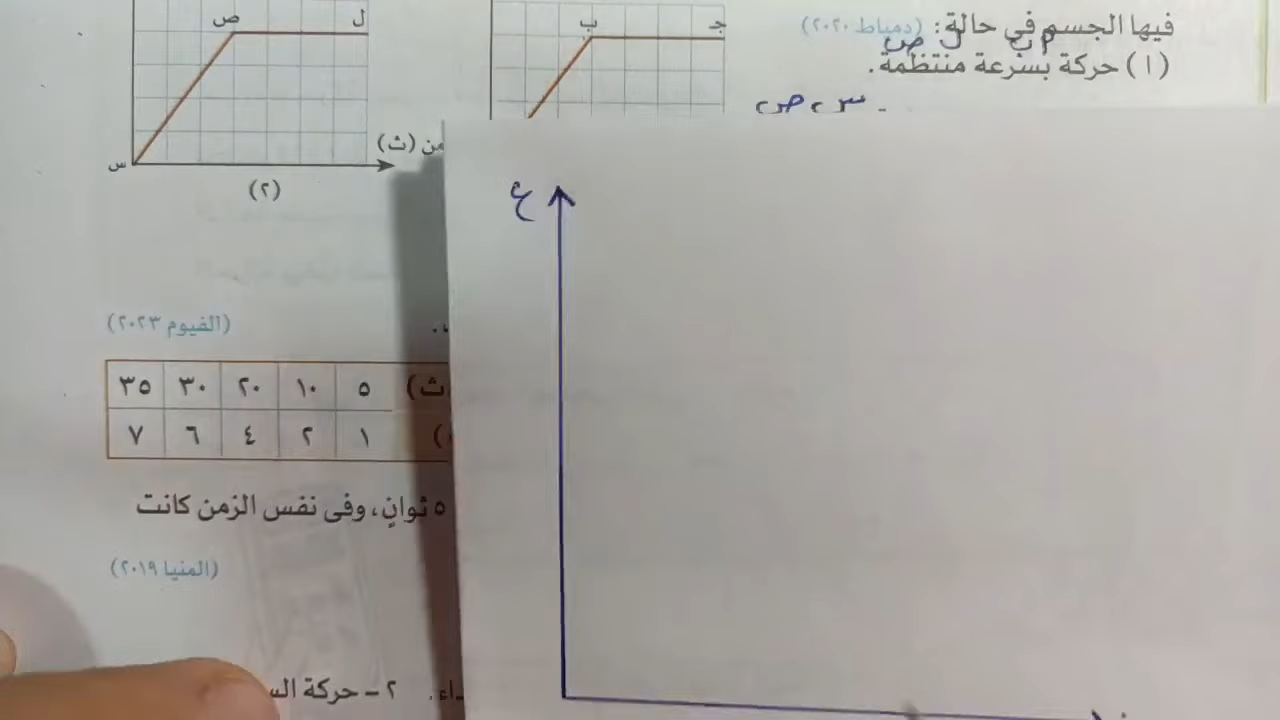 فيها الجسم في حالة: (دمياط ٢٠٢٠)
(١) حركة بسرعة منتظمة.
س ص
ب
جـ
ص
ل
س
من (ث)
(٢)
ع
(الفيوم ٢٠٢٣)
٥ ١٠ ٢٠ ٣٠ ٣٥
١ ٢ ٤ ٦ ٧
٥ ثوانٍ، وفى نفس الزمن كانت
(المنيا ٢٠١٩)
٢ – حركة